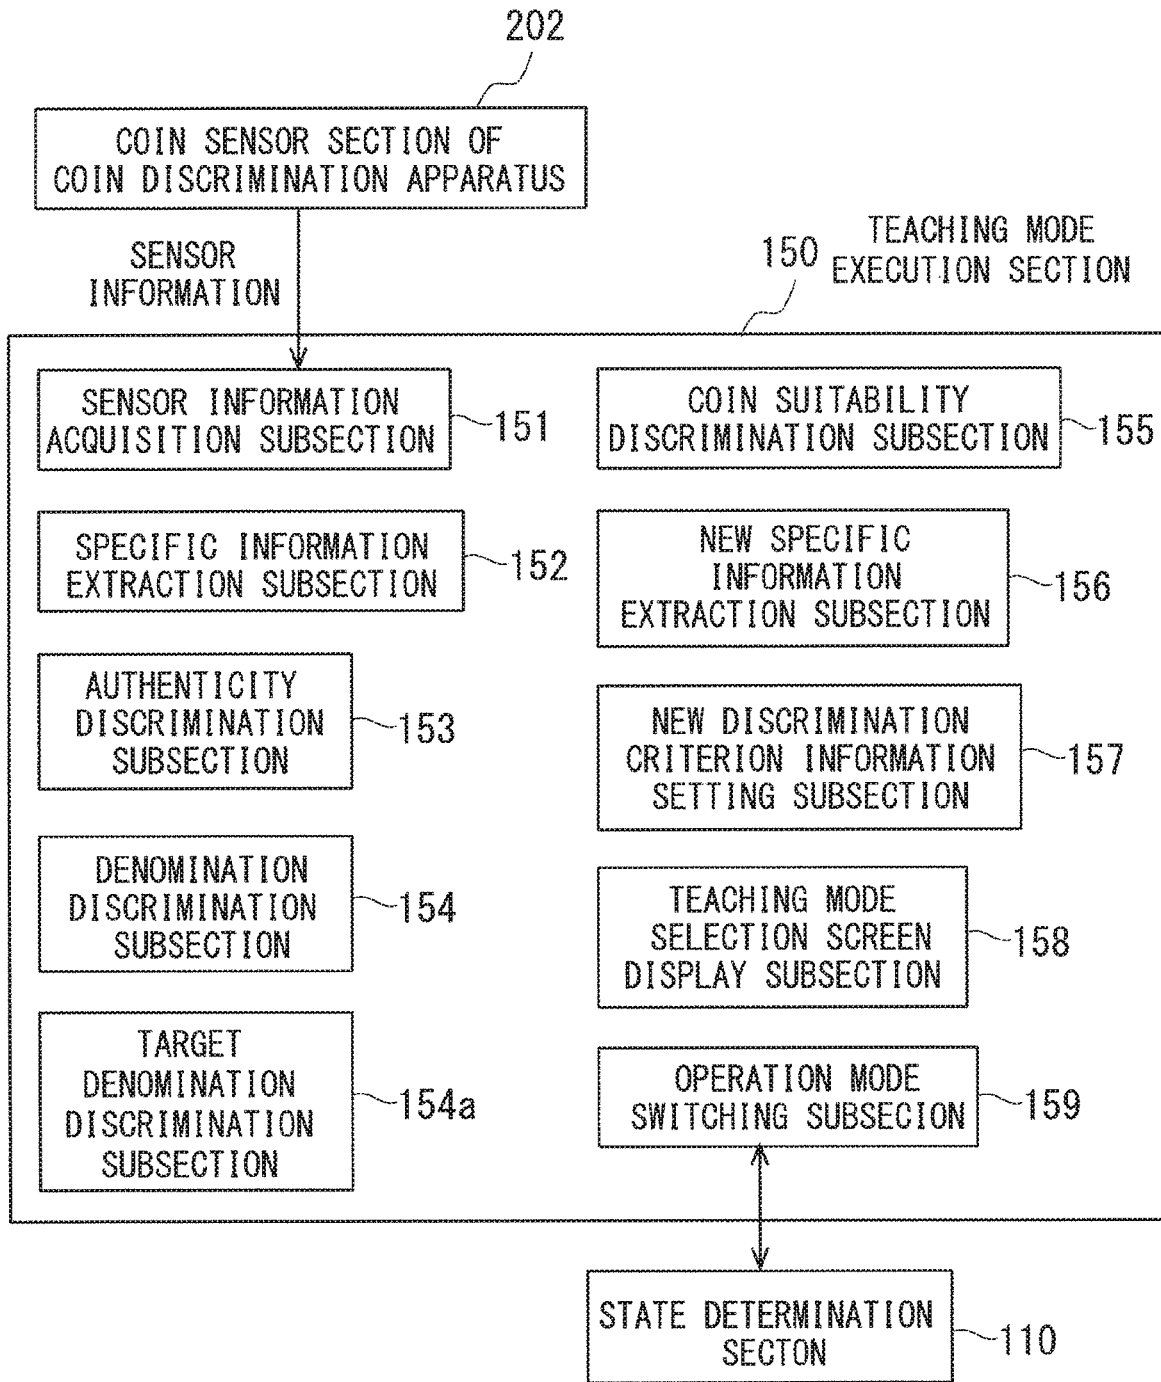 202
COIN SENSOR SECTION OF
COIN DISCRIMINATION APPARATUS
SENSOR
INFORMATION
150
TEACHING MODE
EXECUTION SECTION
SENSOR INFORMATION
ACQUISITION SUBSECTION
151
SPECIFIC INFORMATION
EXTRACTION SUBSECTION
152
AUTHENTICITY
DISCRIMINATION
SUBSECTION
153
DENOMINATION
DISCRIMINATION
SUBSECTION
154
TARGET
DENOMINATION
DISCRIMINATION
SUBSECTION
154a
COIN SUITABILITY
DISCRIMINATION SUBSECTION
155
NEW SPECIFIC
INFORMATION
EXTRACTION SUBSECTION
156
NEW DISCRIMINATION
CRITERION INFORMATION
SETTING SUBSECTION
157
TEACHING MODE
SELECTION SCREEN
DISPLAY SUBSECTION
158
OPERATION MODE
SWITCHING SUBSECION
159
STATE DETERMINATION
SECTON
110